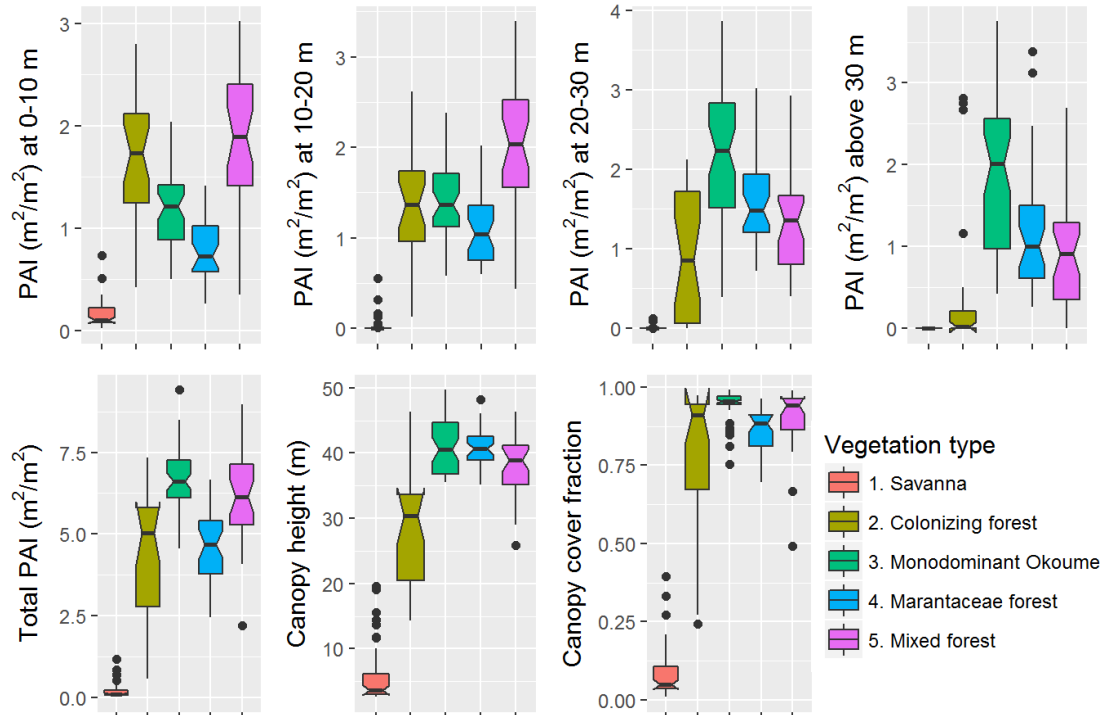 PAI (m²/m²) at 0-10 m
3
2
1
0
PAI (m²/m²) at 10-20 m
3
2
1
0
PAI (m²/m²) at 20-30 m
4
3
2
1
0
PAI (m²/m²) above 30 m
3
2
1
0
Total PAI (m²/m²)
7.5
5.0
2.5
0.0
Canopy height (m)
50
40
30
20
10
Canopy cover fraction
1.00
0.75
0.50
0.25
0.00
Vegetation type
1. Savanna
2. Colonizing forest
3. Monodominant Okoume
4. Marantaceae forest
5. Mixed forest